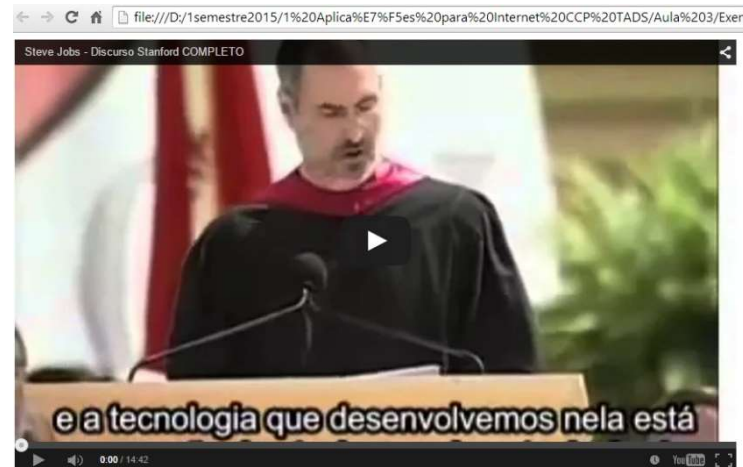 file:///D:/1semestre2015/1%20Aplica%E7%F5es%20para%20Internet%20CCP%20TADS/Aula%203/Exer
Steve Jobs - Discurso Stanford COMPLETO
e a tecnologia que desenvolvemos nela está
0:00 / 14:42
YouTube